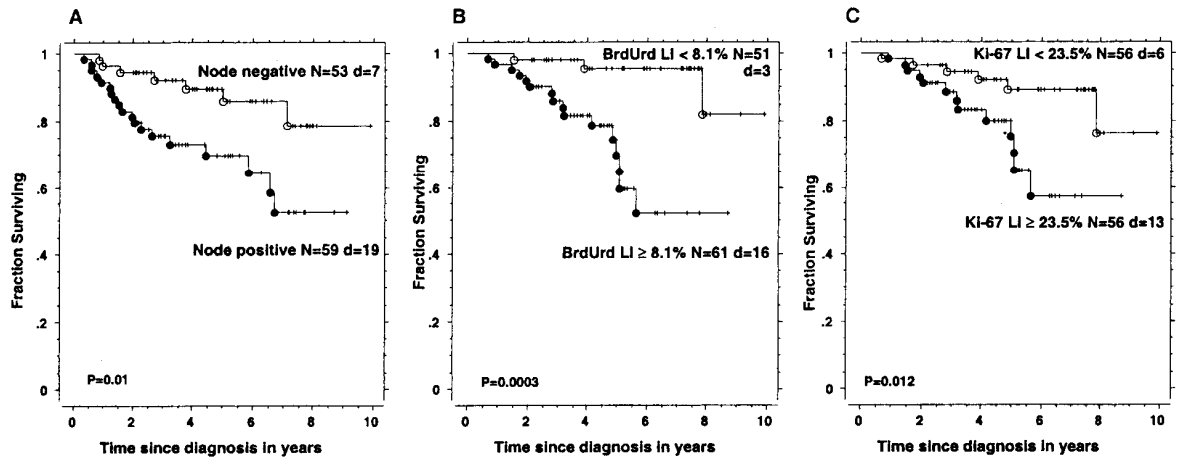 A
Fraction Surviving
1
.8
.6
.4
.2
0
Node negative N=53 d=7
Node positive N=59 d=19
P=0.01
0 2 4 6 8 10
Time since diagnosis in years
B
Fraction Surviving
1
.8
.6
.4
.2
0
BrdUrd LI < 8.1% N=51
d=3
BrdUrd LI ≥ 8.1% N=61 d=16
P=0.0003
0 2 4 6 8 10
Time since diagnosis in years
C
Fraction Surviving
1
.8
.6
.4
.2
0
Ki-67 LI < 23.5% N=56 d=6
Ki-67 LI ≥ 23.5% N=56 d=13
P=0.012
0 2 4 6 8 10
Time since diagnosis in years